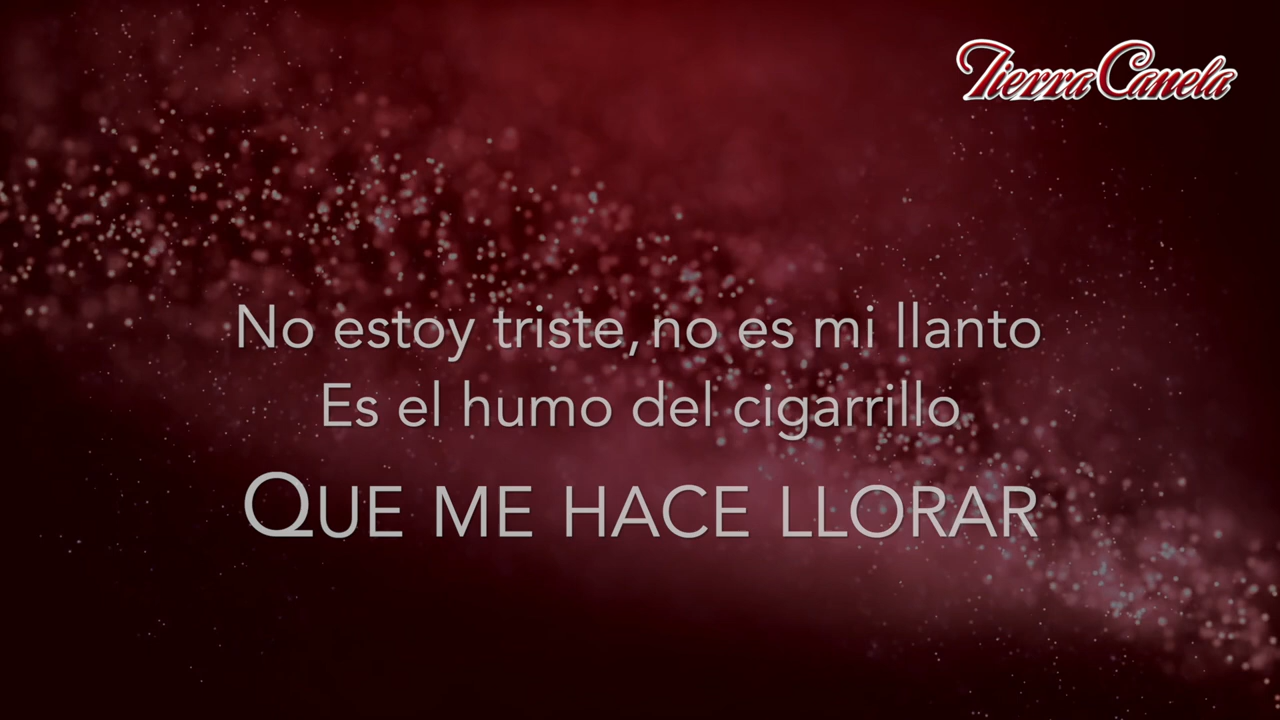 Tierra Canela
No estoy triste, no es mi llanto
Es el humo del cigarrillo
QUE ME HACE LLORAR